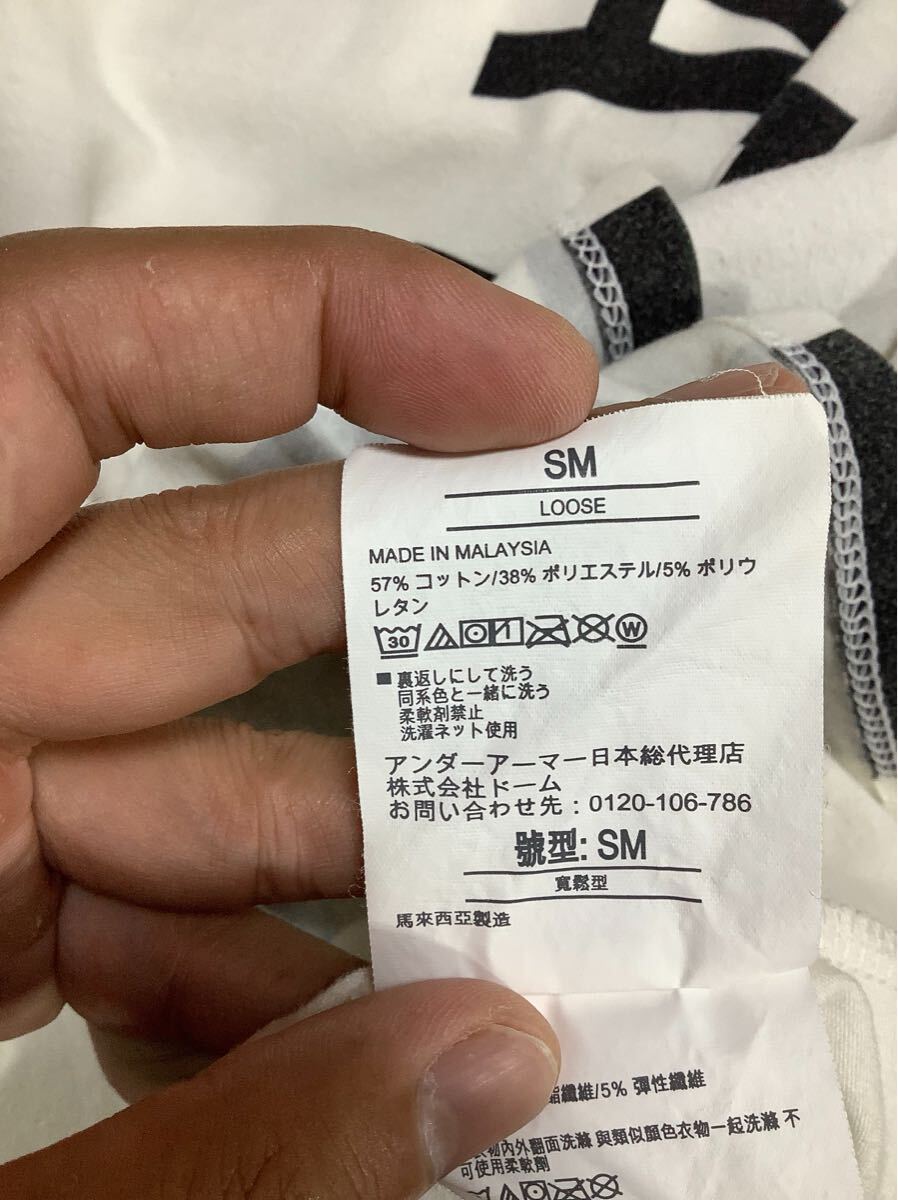 SM
LOOSE
MADE IN MALAYSIA
57% コットン/38% ポリエステル/5% ポリウ
レタン
30 W
■ 裏返しにして洗う
同系色と一緒に洗う
柔軟剤禁止
洗濯ネット使用
アンダーアーマー日本総代理店
株式会社ドーム
お問い合わせ先：0120-106-786
號型: SM
寬鬆型
馬來西亞製造
纖維/5% 彈性纖維
物內外翻面洗滌 與類似顏色衣物一起洗滌 不
可使用柔軟劑